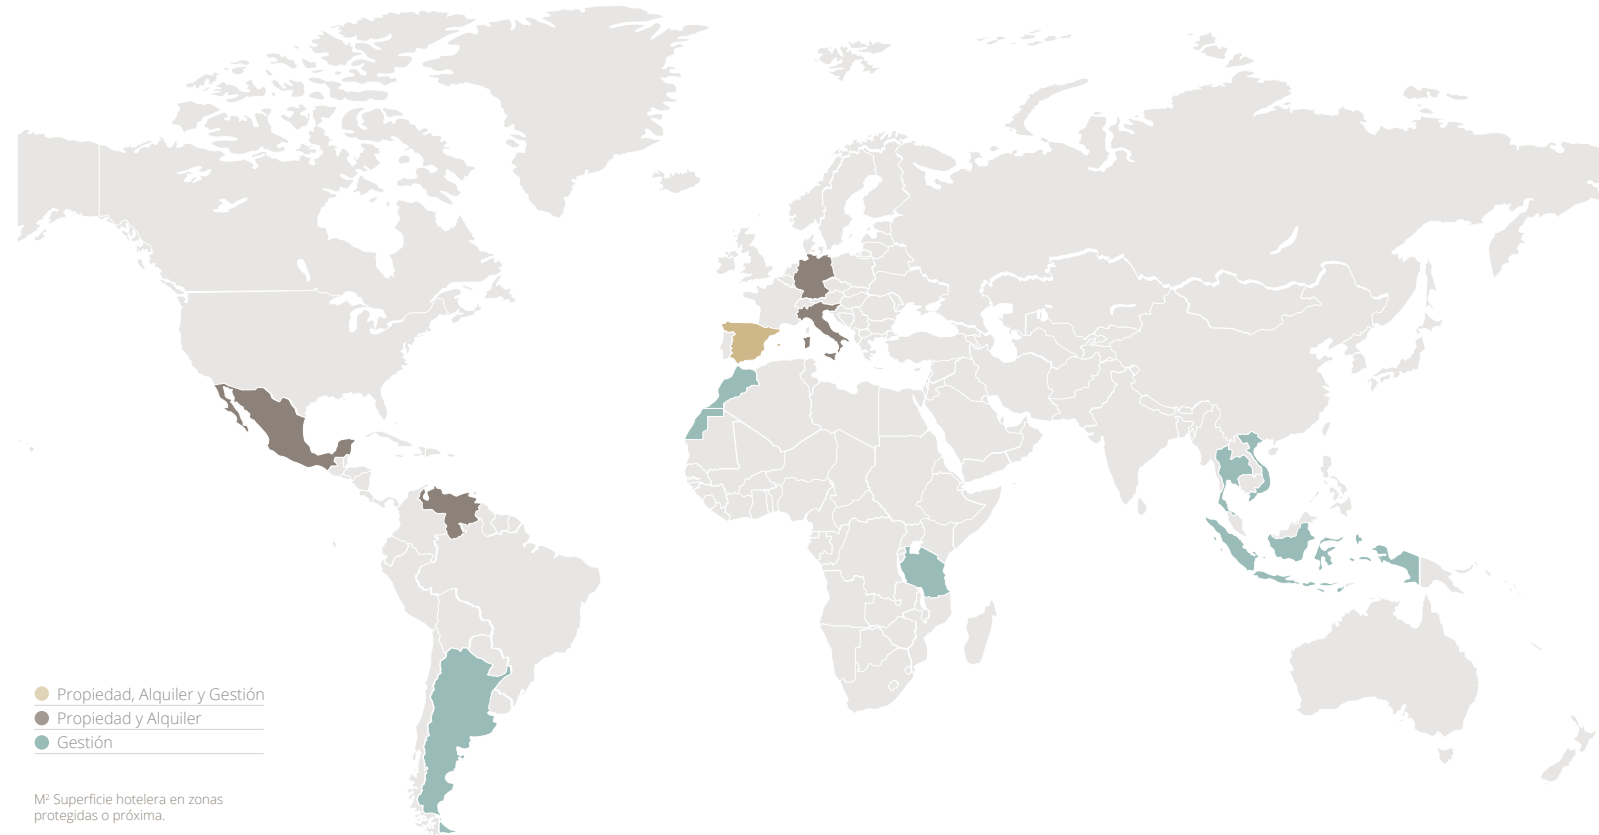 Propiedad, Alquiler y Gestión
Propiedad y Alquiler
Gestión
M² Superficie hotelera en zonas
protegidas o próxima.